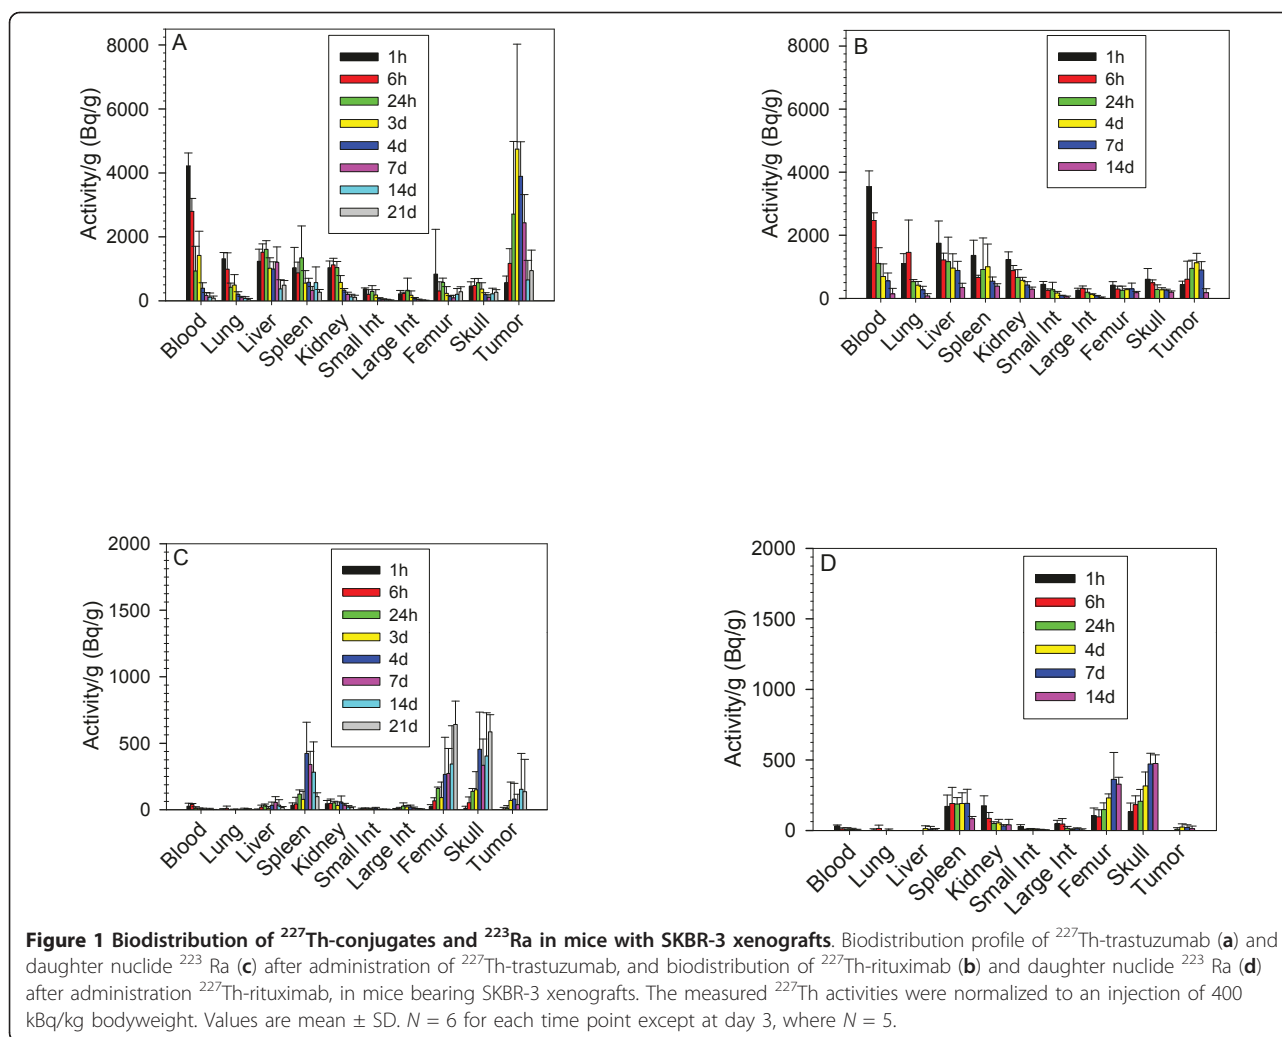 A
8000
6000
4000
2000
0
Activity/g (Bq/g)
1h
6h
24h
3d
4d
7d
14d
21d
Blood
Lung
Liver
Spleen
Kidney
Small Int
Large Int
Femur
Skull
Tumor
B
8000
6000
4000
2000
0
Activity/g (Bq/g)
1h
6h
24h
4d
7d
14d
Blood
Lung
Liver
Spleen
Kidney
Small Int
Large Int
Femur
Skull
Tumor
C
2000
1500
1000
500
0
Activity/g (Bq/g)
1h
6h
24h
3d
4d
7d
14d
21d
Blood
Lung
Liver
Spleen
Kidney
Small Int
Large Int
Femur
Skull
Tumor
D
2000
1500
1000
500
0
Activity/g (Bq/g)
1h
6h
24h
4d
7d
14d
Blood
Lung
Liver
Spleen
Kidney
Small Int
Large Int
Femur
Skull
Tumor
Figure 1 Biodistribution of ²²⁷Th-conjugates and ²²³Ra in mice with SKBR-3 xenografts. Biodistribution profile of ²²⁷Th-trastuzumab (a) and
daughter nuclide ²²³ Ra (c) after administration of ²²⁷Th-trastuzumab, and biodistribution of ²²⁷Th-rituximab (b) and daughter nuclide ²²³ Ra (d)
after administration ²²⁷Th-rituximab, in mice bearing SKBR-3 xenografts. The measured ²²⁷Th activities were normalized to an injection of 400
kBq/kg bodyweight. Values are mean ± SD. N = 6 for each time point except at day 3, where N = 5.